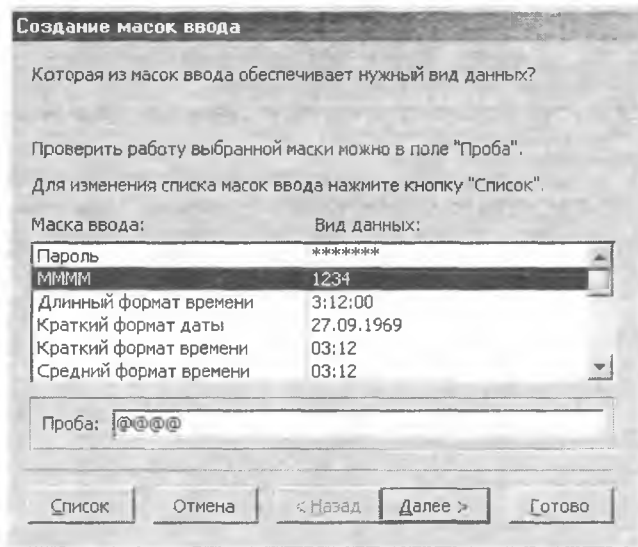 Создание масок ввода
Которая из масок ввода обеспечивает нужный вид данных?
Проверить работу выбранной маски можно в поле "Проба".
Для изменения списка масок ввода нажмите кнопку "Список".
Маска ввода: Вид данных:
Пароль *******
MMMM 1234
Длинный формат времени 3:12:00
Краткий формат даты 27.09.1969
Краткий формат времени 03:12
Средний формат времени 03:12
Проба: @@@@
Список Отмена < Назад Далее > Готово